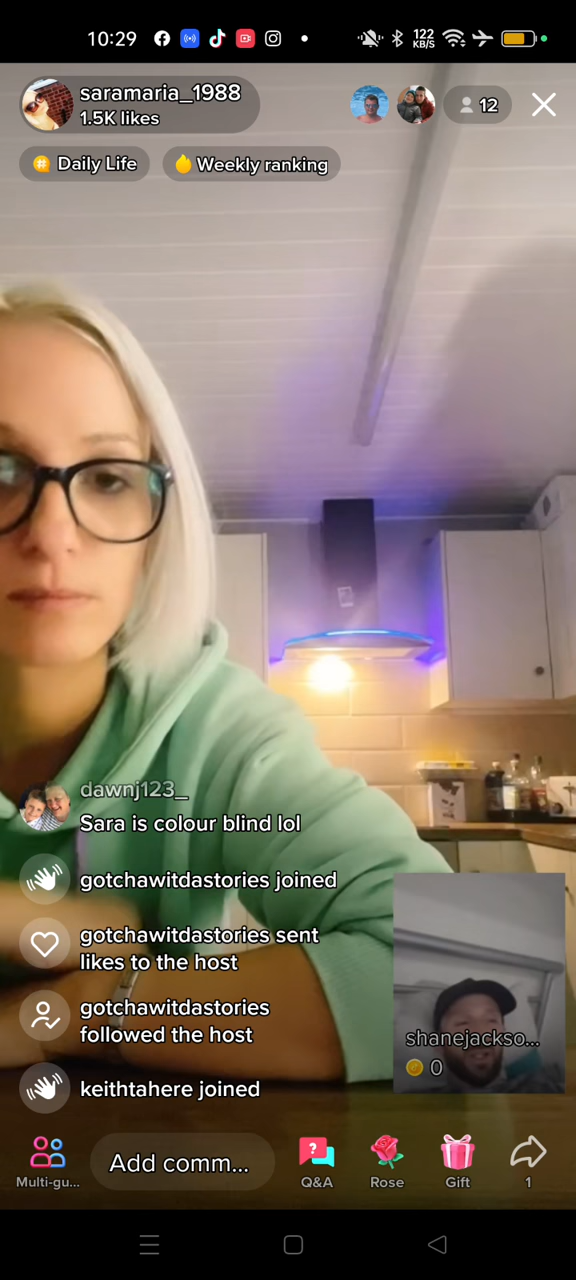 10:29
122
KB/S
saramaria_1988
1.5K likes
12
Daily Life
Weekly ranking
dawnj123_
Sara is colour blind lol
gotchawitdastories joined
gotchawitdastories sent
likes to the host
gotchawitdastories
followed the host
keithtahere joined
shanejackso...
0
Multi-gu...
Add comm...
Q&A
Rose
Gift
1